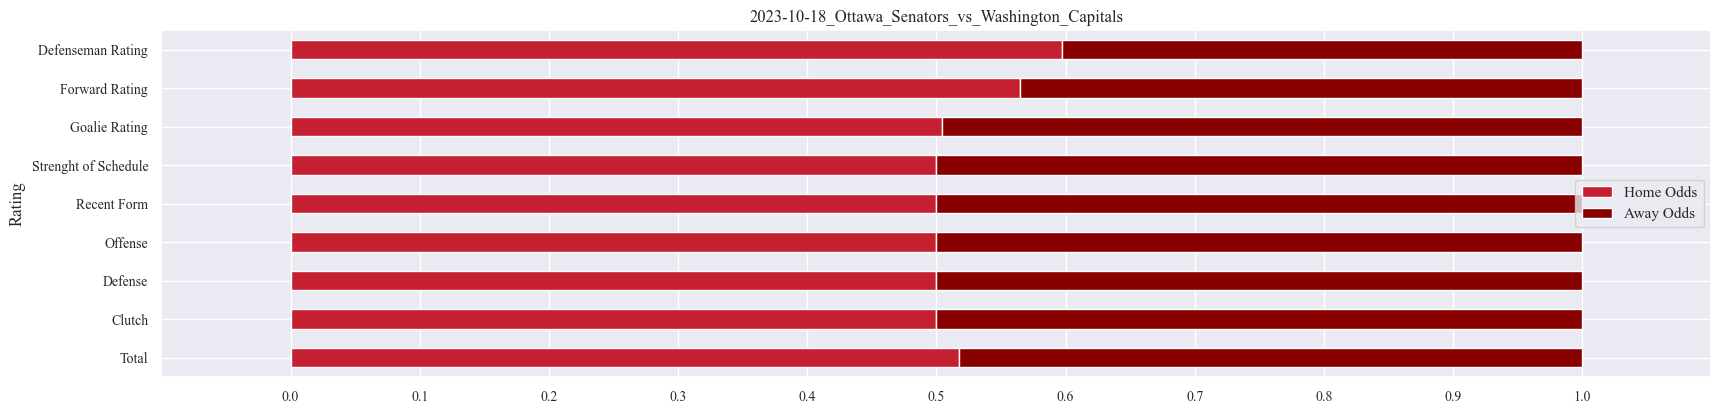 2023-10-18_Ottawa_Senators_vs_Washington_Capitals
Rating
Defenseman Rating
Forward Rating
Goalie Rating
Strenght of Schedule
Recent Form
Offense
Defense
Clutch
Total
Home Odds
Away Odds
0.0 0.1 0.2 0.3 0.4 0.5 0.6 0.7 0.8 0.9 1.0